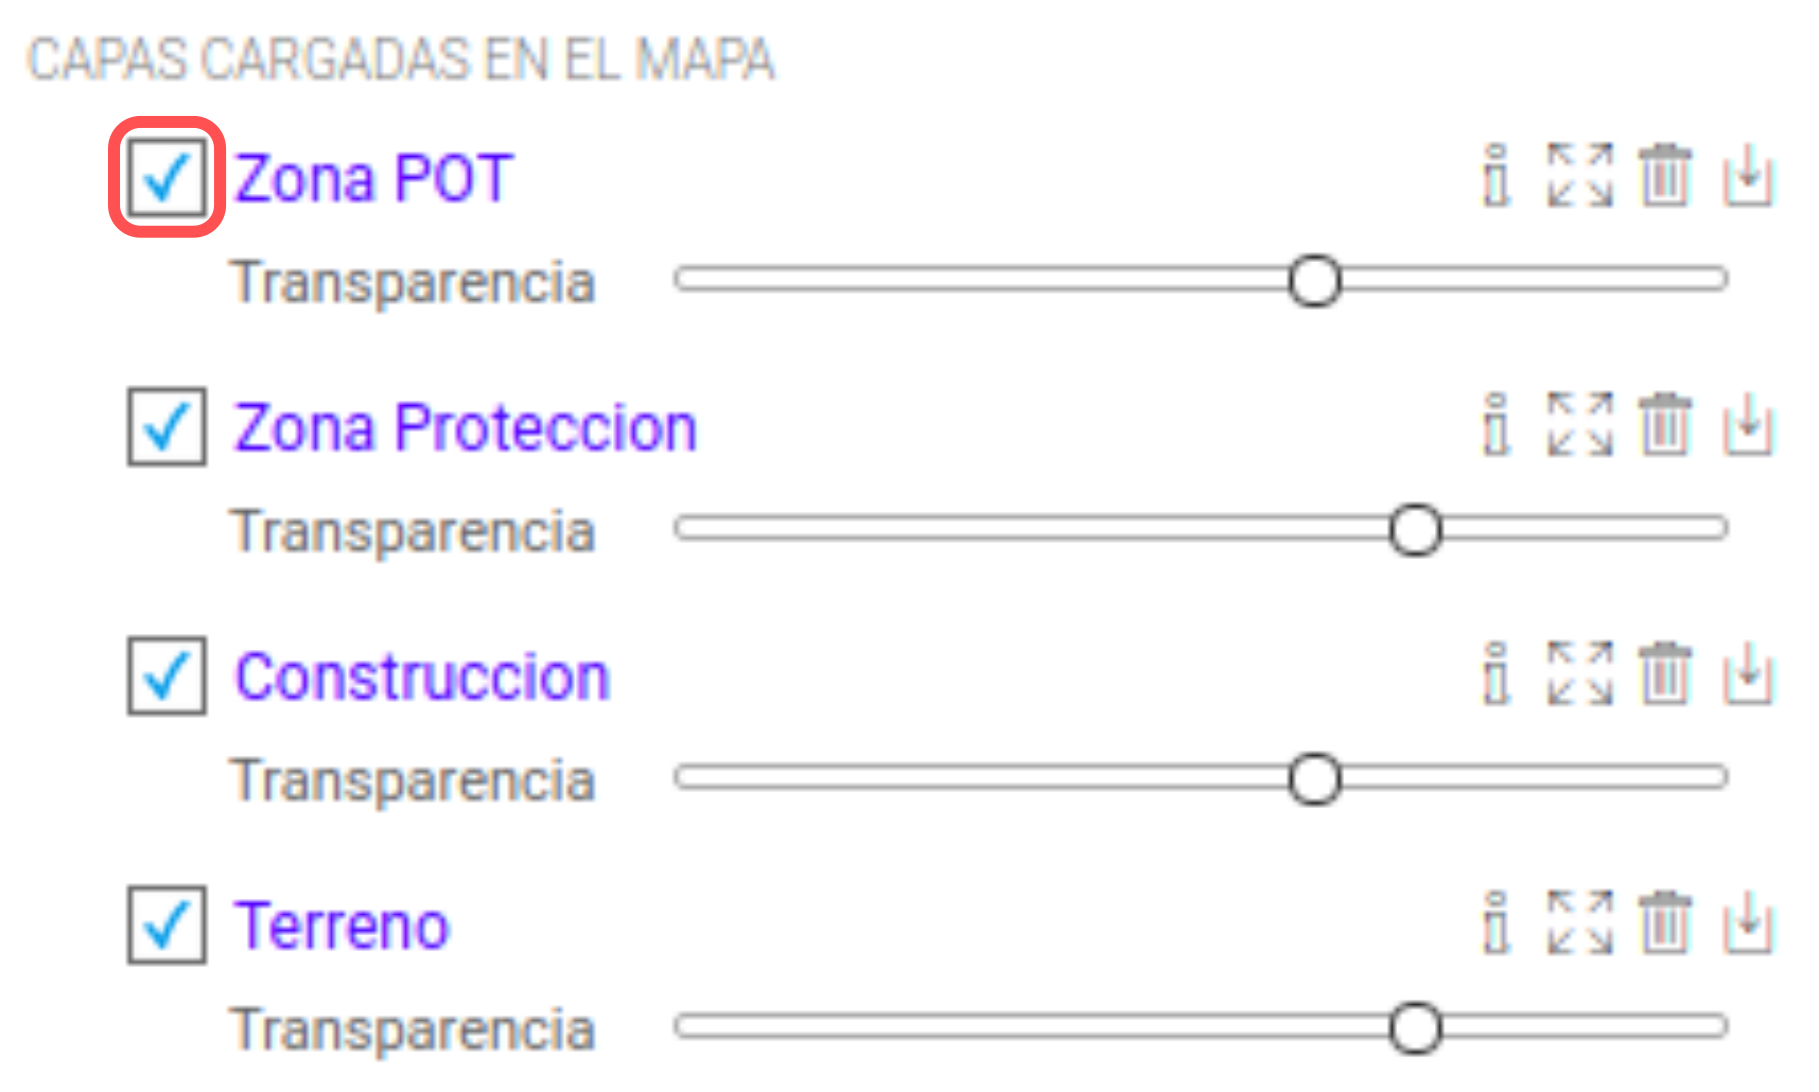 CAPAS CARGADAS EN EL MAPA
Zona POT
Transparencia
Zona Proteccion
Transparencia
Construccion
Transparencia
Terreno
Transparencia